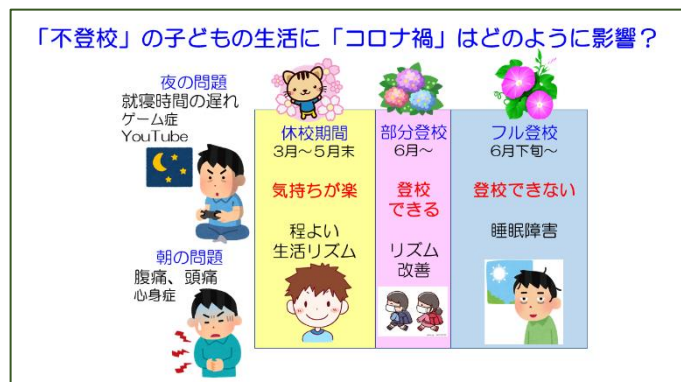 「不登校」の子どもの生活に「コロナ禍」はどのように影響？
夜の問題
就寝時間の遅れ
ゲーム症
YouTube
朝の問題
腹痛、頭痛
心身症
休校期間
3月～5月末
気持ちが楽
程よい
生活リズム
部分登校
6月～
登校
できる
リズム
改善
フル登校
6月下旬～
登校できない
睡眠障害